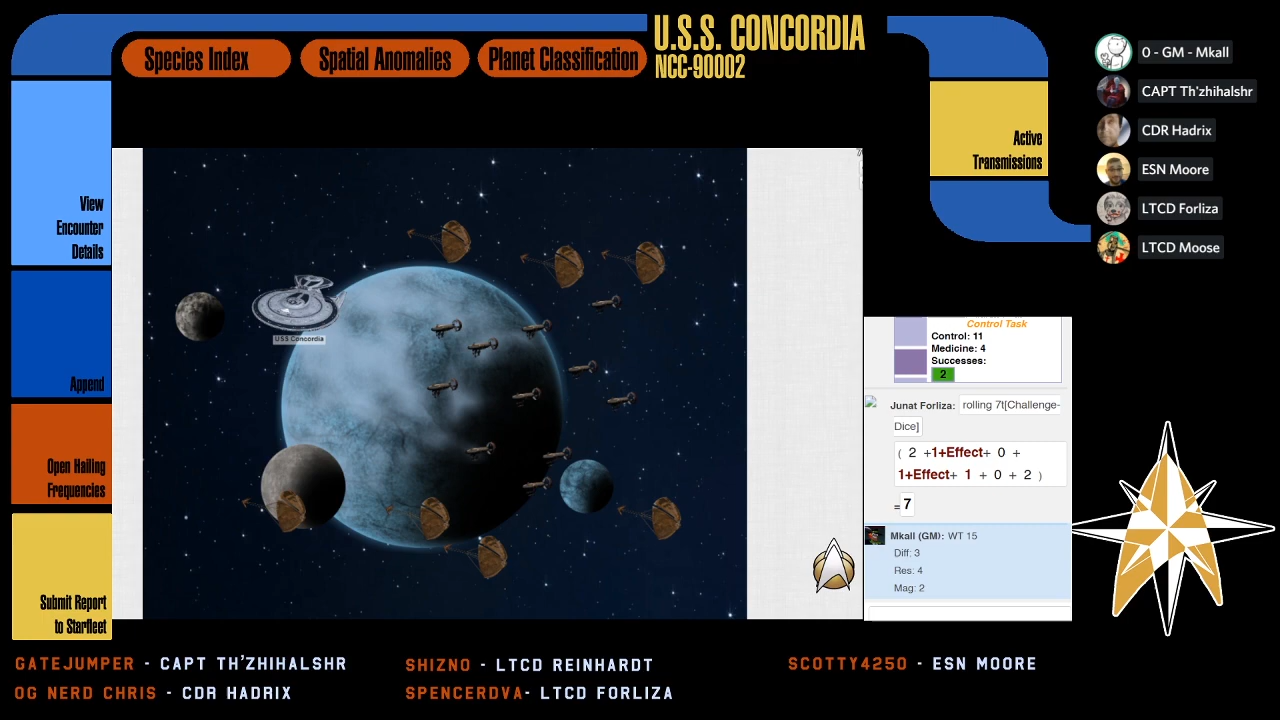 Species Index
Spatial Anomalies
Planet Classification
U.S.S. CONCORDIA
NCC-90002
View
Encounter
Details
Append
Open Hailing
Frequencies
Submit Report
to Starfleet
Active
Transmissions
0 - GM - Mkall
CAPT Th'zhihalshr
CDR Hadrix
ESN Moore
LTCD Forliza
LTCD Moose
USS Concordia
Control Task
Control: 11
Medicine: 4
Successes:
2
Junat Forliza: rolling 7t[Challenge-
Dice]
( 2 +1+Effect+ 0 +
1+Effect+ 1 + 0 + 2 )
=7
Mkall (GM): WT 15
Diff: 3
Res: 4
Mag: 2
GATEJUMPER - CAPT TH'ZHIHALSHR
SHIZNO - LTCD REINHARDT
SCOTTY4250 - ESN MOORE
OG NERD CHRIS - CDR HADRIX
SPENCERDVA- LTCD FORLIZA